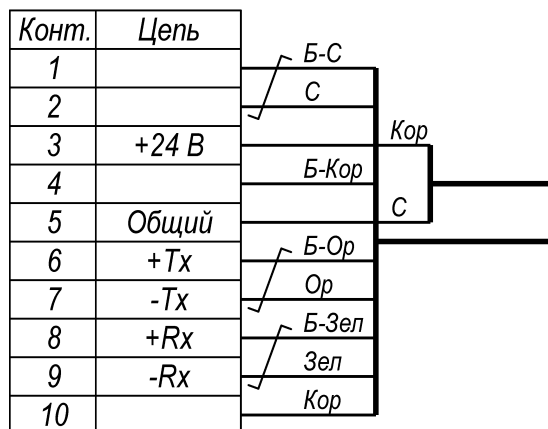 Конт. Цепь
1 Б-С
2 С
3 +24 В Кор
4 Б-Кор
5 Общий С
6 +Tx Б-Ор
7 -Tx Ор
8 +Rx Б-Зел
9 -Rx Зел
10 Кор